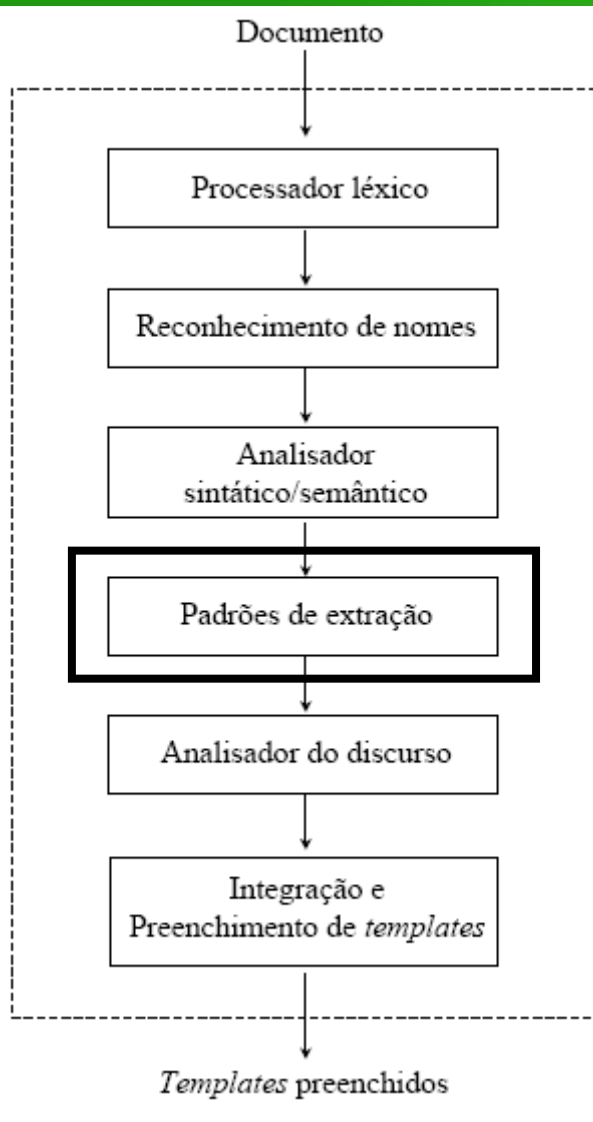 Documento
Processador léxico
Reconhecimento de nomes
Analisador
sintático/semântico
Padrões de extração
Analisador do discurso
Integração e
Preenchimento de templates
Templates preenchidos